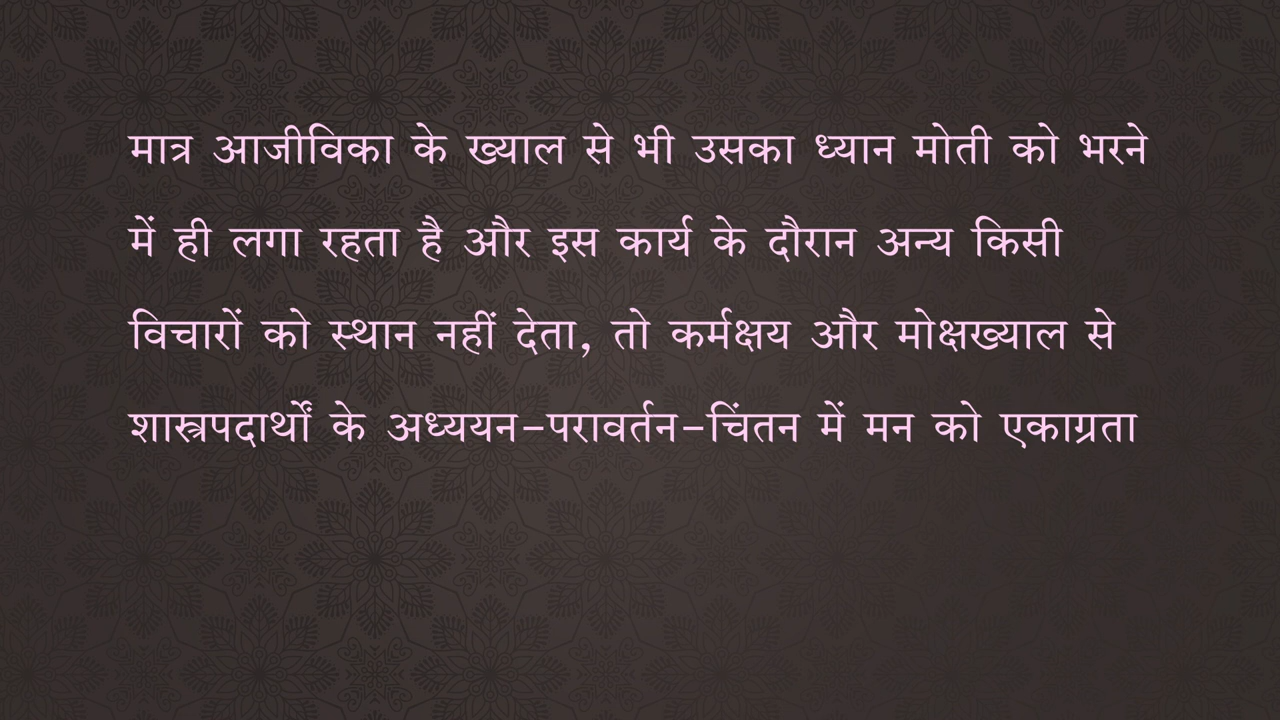 मात्र आजीविका के ख्याल से भी उसका ध्यान मोती को भरने
में ही लगा रहता है और इस कार्य के दौरान अन्य किसी
विचारों को स्थान नहीं देता, तो कर्मक्षय और मोक्षख्याल से
शास्त्रपदार्थों के अध्ययन-परावर्तन-चिंतन में मन को एकाग्रता